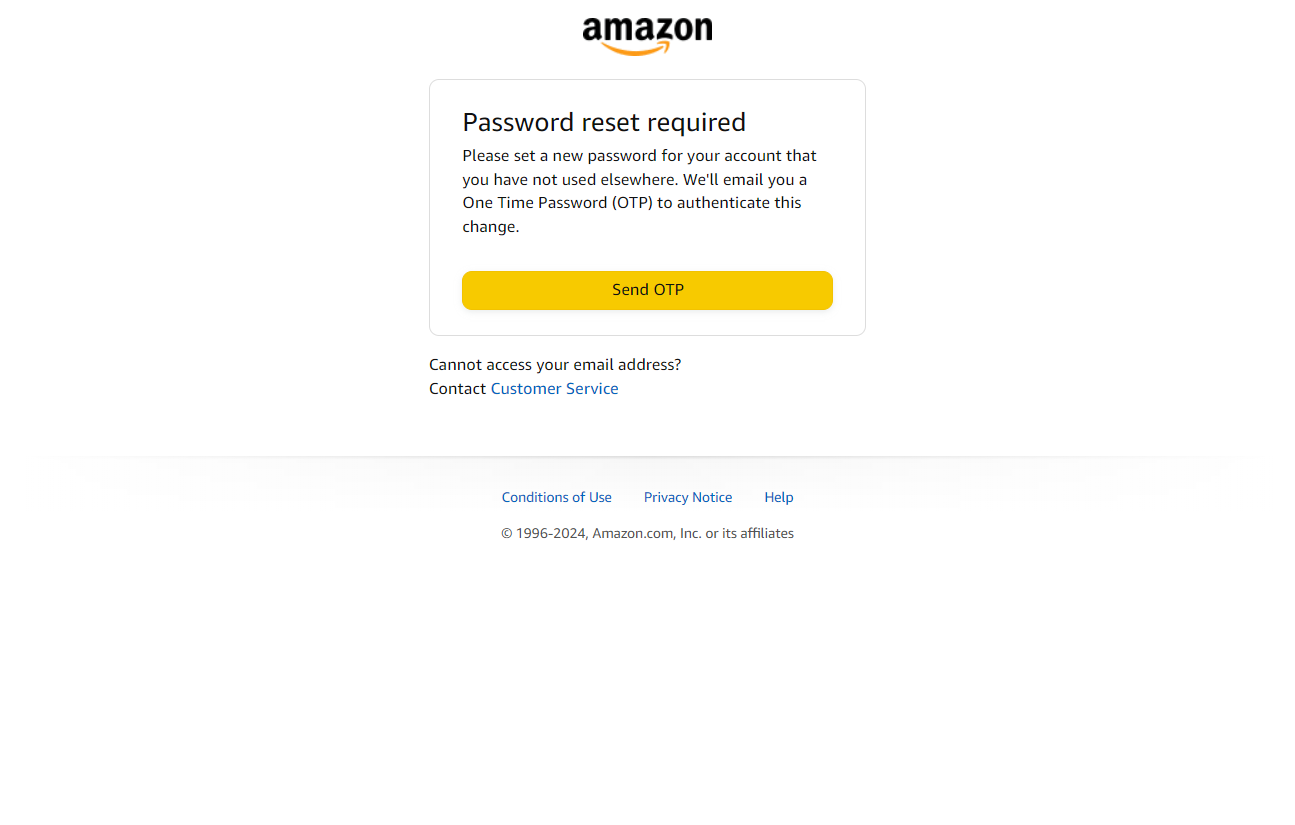 amazon
Password reset required
Please set a new password for your account that
you have not used elsewhere. We'll email you a
One Time Password (OTP) to authenticate this
change.
Send OTP
Cannot access your email address?
Contact Customer Service
Conditions of Use Privacy Notice Help
© 1996-2024, Amazon.com, Inc. or its affiliates